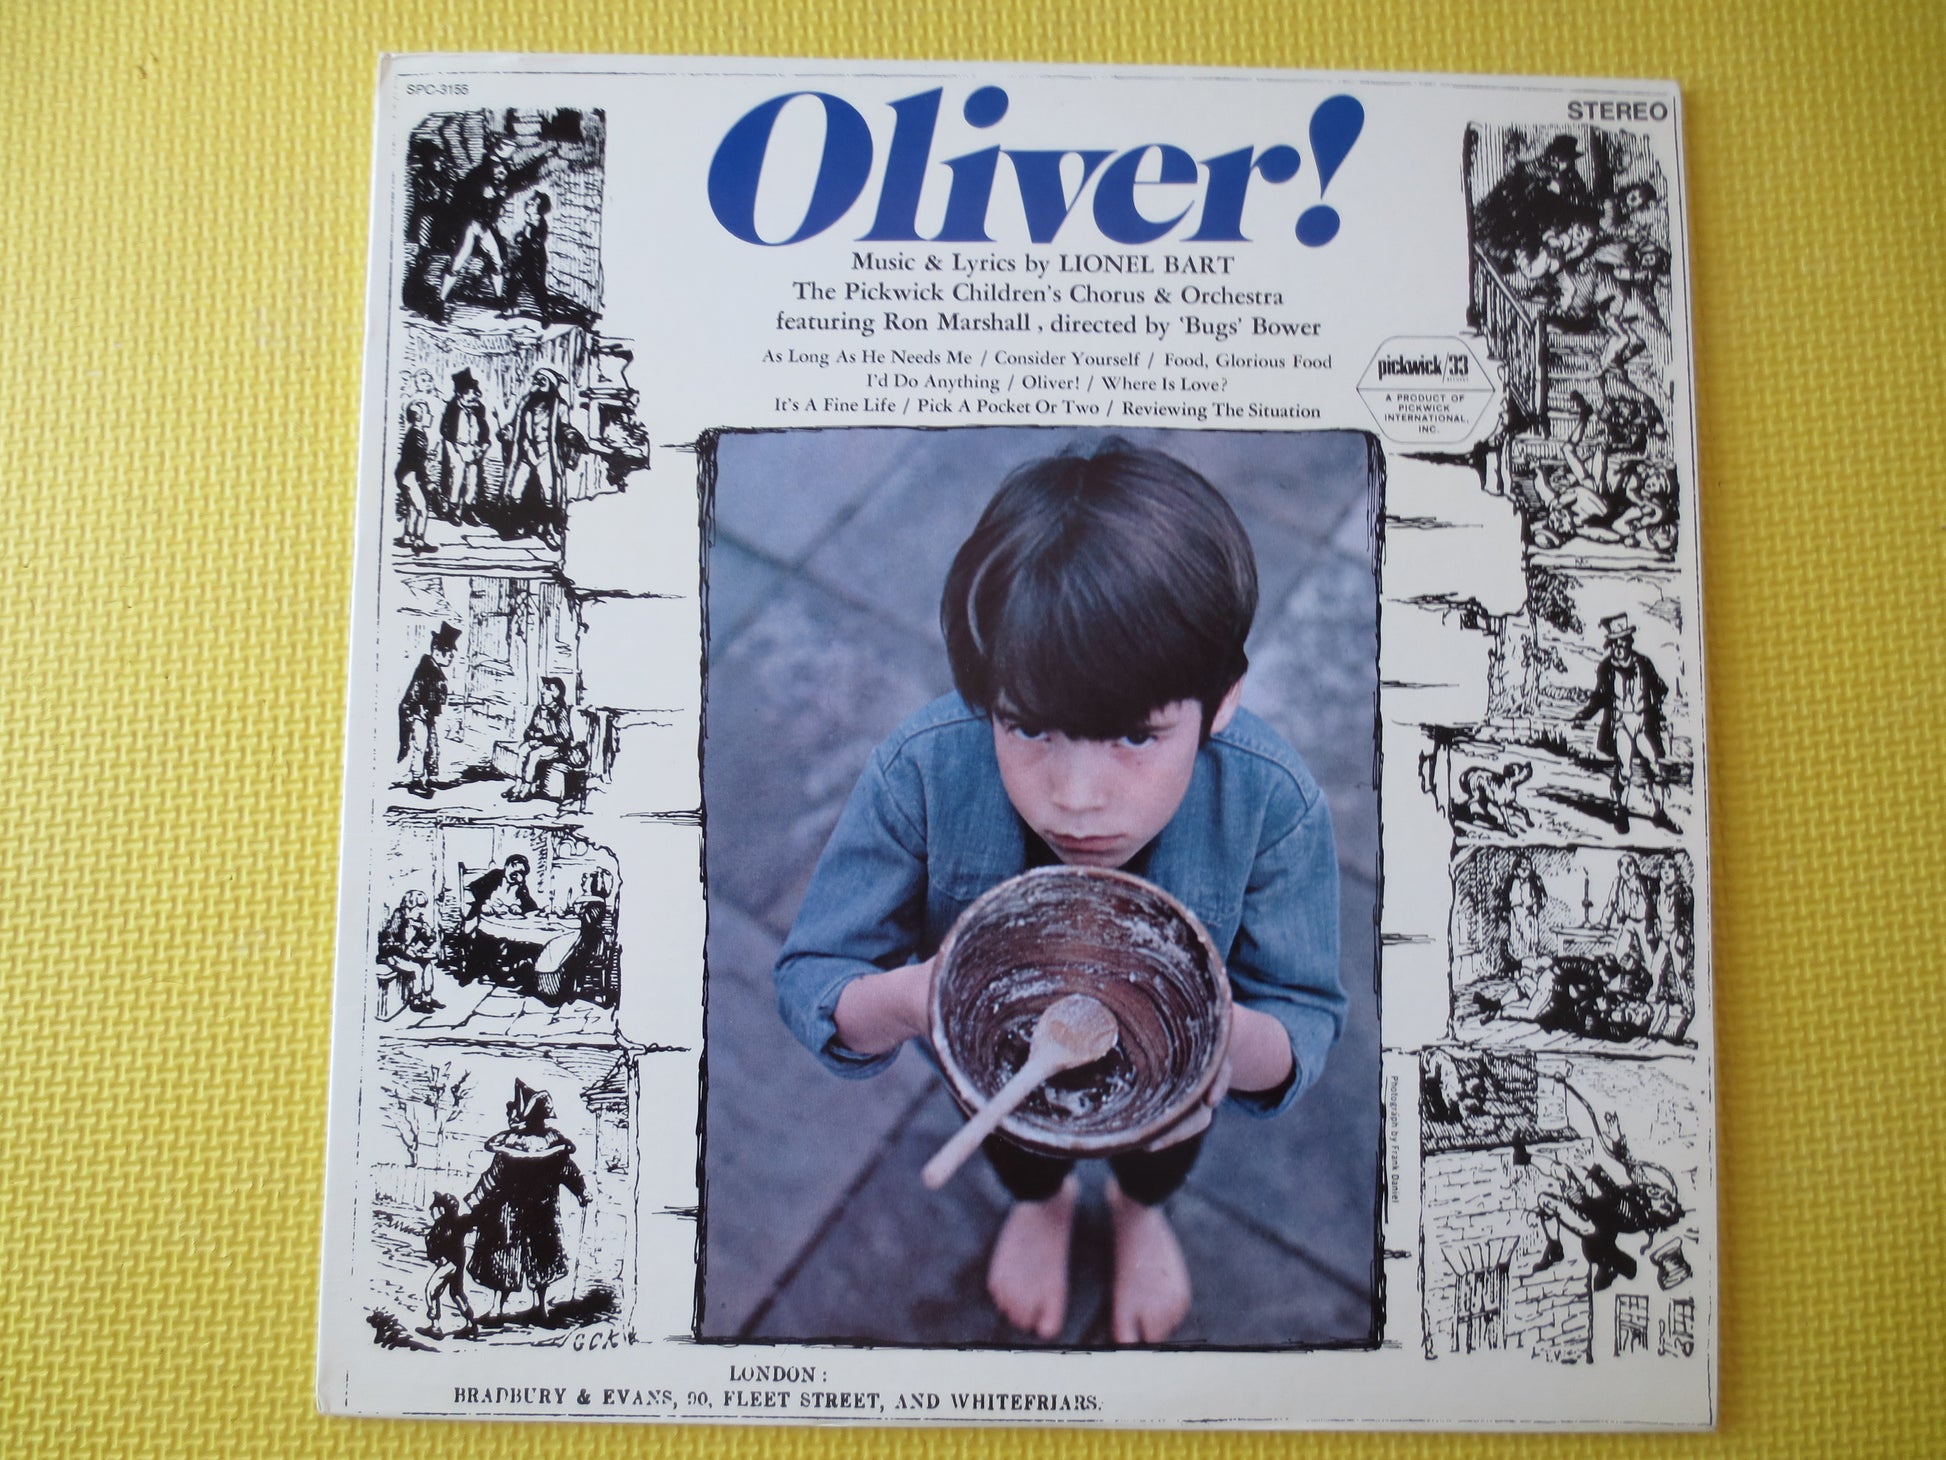 SPC-3155
STEREO
Oliver!
Music & Lyrics by LIONEL BART
The Pickwick Children's Chorus & Orchestra
featuring Ron Marshall, directed by 'Bugs' Bower
As Long As He Needs Me / Consider Yourself / Food, Glorious Food
I'd Do Anything / Oliver! / Where Is Love?
It's A Fine Life / Pick A Pocket Or Two / Reviewing The Situation
pickwick/33
A PRODUCT OF
PICKWICK
INTERNATIONAL,
INC.
Photograph by Frank Daniel
LONDON:
BRADBURY & EVANS, 90, FLEET STREET, AND WHITEFRIARS.